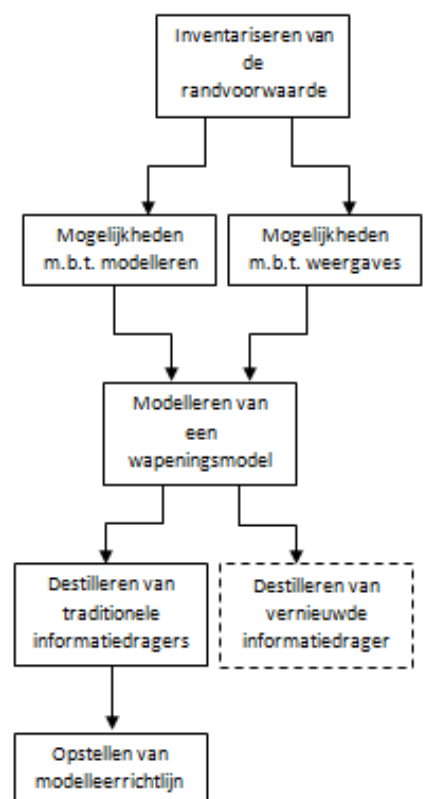 Inventariseren van
de
randvoorwaarde
Mogelijkheden
m.b.t. modelleren
Mogelijkheden
m.b.t. weergaves
Modelleren van
een
wapeningsmodel
Destilleren van
traditionele
informatiedragers
Destilleren van
vernieuwde
informatiedrager
Opstellen van
modelleerrichtlijn